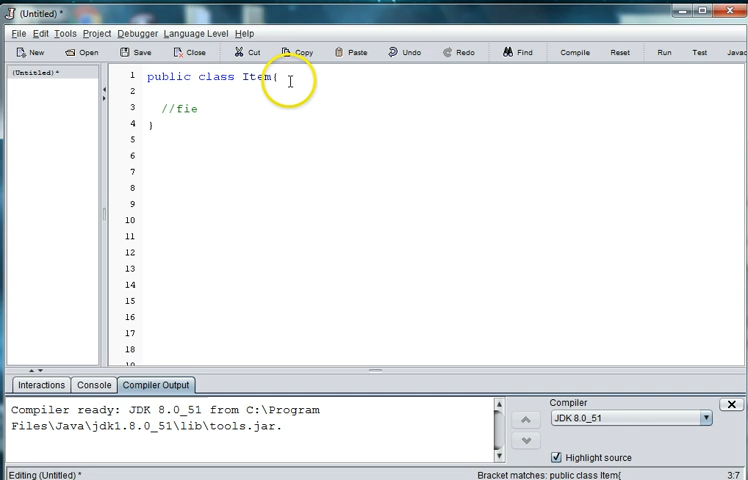 (Untitled) *
File Edit Tools Project Debugger Language Level Help
New Open Save Close Cut Copy Paste Undo Redo Find Compile Reset Run Test Javac
(Untitled)*
1 public class Item{
2
3 //fie
4 }
5
6
7
8
9
10
11
12
13
14
15
16
17
18
19
Interactions Console Compiler Output
Compiler ready: JDK 8.0_51 from C:\Program
Files\Java\jdk1.8.0_51\lib\tools.jar.
Compiler
JDK 8.0_51
Highlight source
Editing (Untitled) * Bracket matches: public class Item{ 3:7